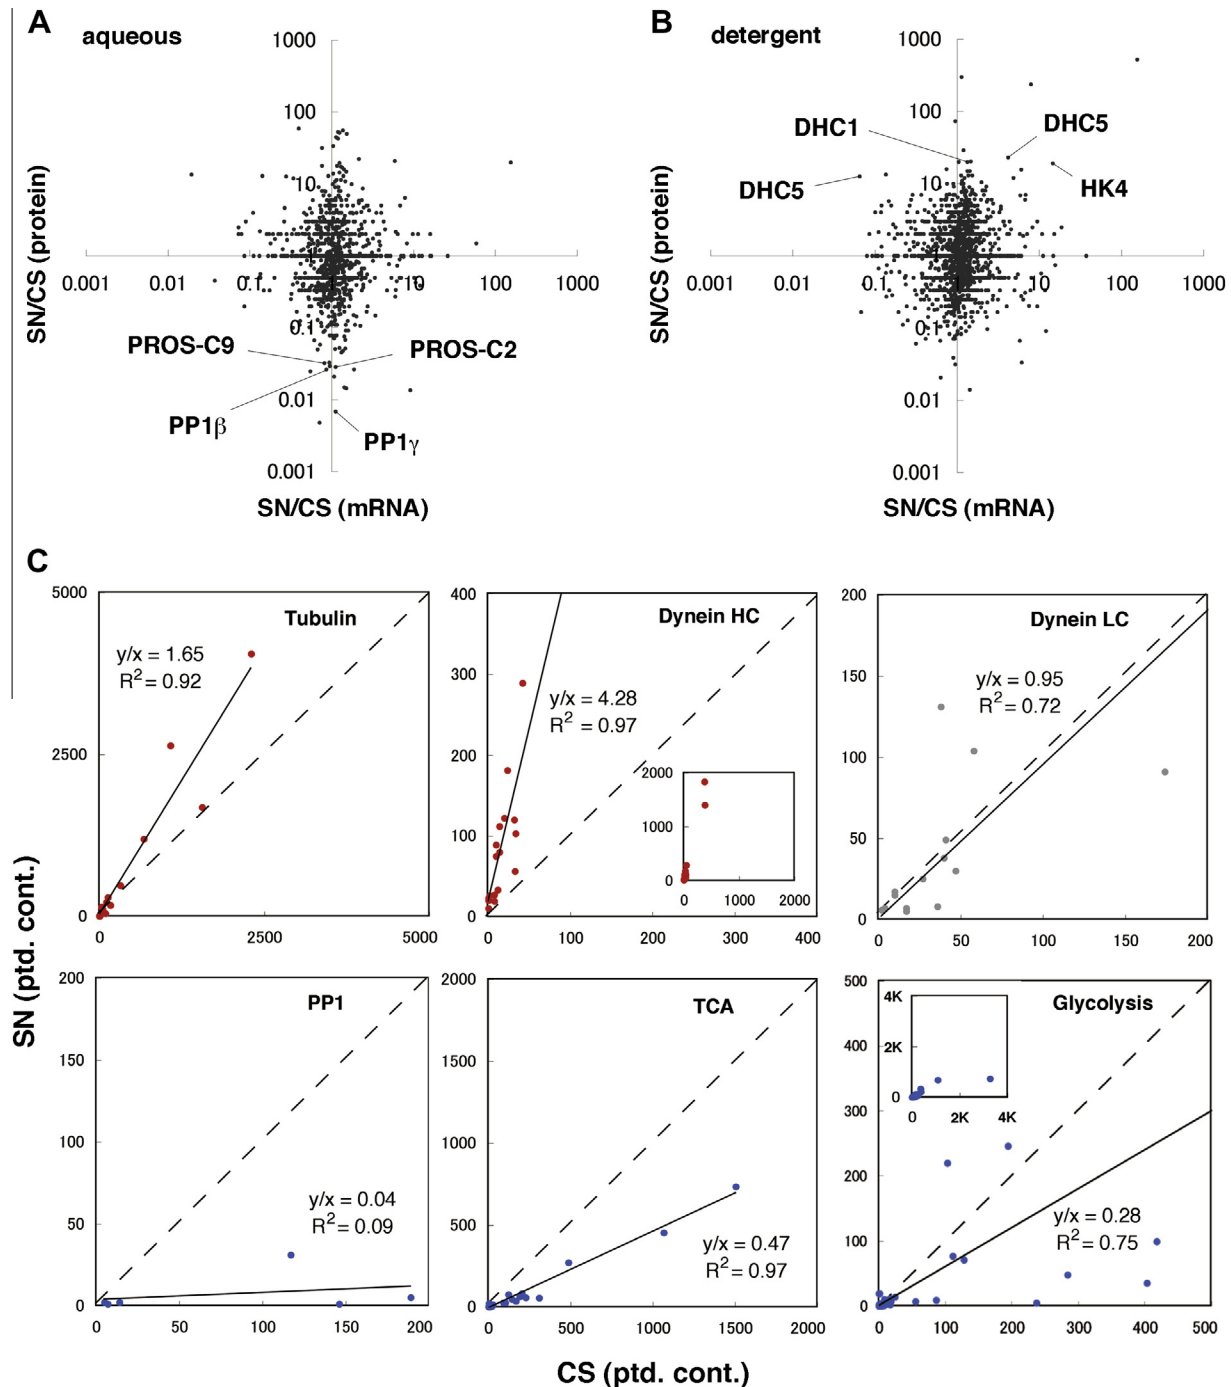 A
aqueous
1000
100
10
1
0.1
0.01
0.001
0.001
0.01
0.1
1
10
100
1000
SN/CS (protein)
SN/CS (mRNA)
PROS-C9
PROS-C2
PP1β
PP1γ
B
detergent
1000
100
10
1
0.1
0.01
0.001
0.001
0.01
0.1
1
10
100
1000
SN/CS (protein)
SN/CS (mRNA)
DHC1
DHC5
DHC5
HK4
C
SN (ptd. cont.)
CS (ptd. cont.)
Tubulin
y/x = 1.65
R² = 0.92
5000
2500
0
0 2500 5000
Dynein HC
y/x = 4.28
R² = 0.97
400
300
200
100
0
0 100 200 300 400
2000
1000
0
0 1000 2000
Dynein LC
y/x = 0.95
R² = 0.72
200
150
100
50
0
0 50 100 150 200
PP1
y/x = 0.04
R² = 0.09
200
150
100
50
0
0 50 100 150 200
TCA
y/x = 0.47
R² = 0.97
2000
1500
1000
500
0
0 500 1000 1500 2000
Glycolysis
y/x = 0.28
R² = 0.75
500
400
300
200
100
0
0 100 200 300 400 500
4K
2K
0
0 2K 4K